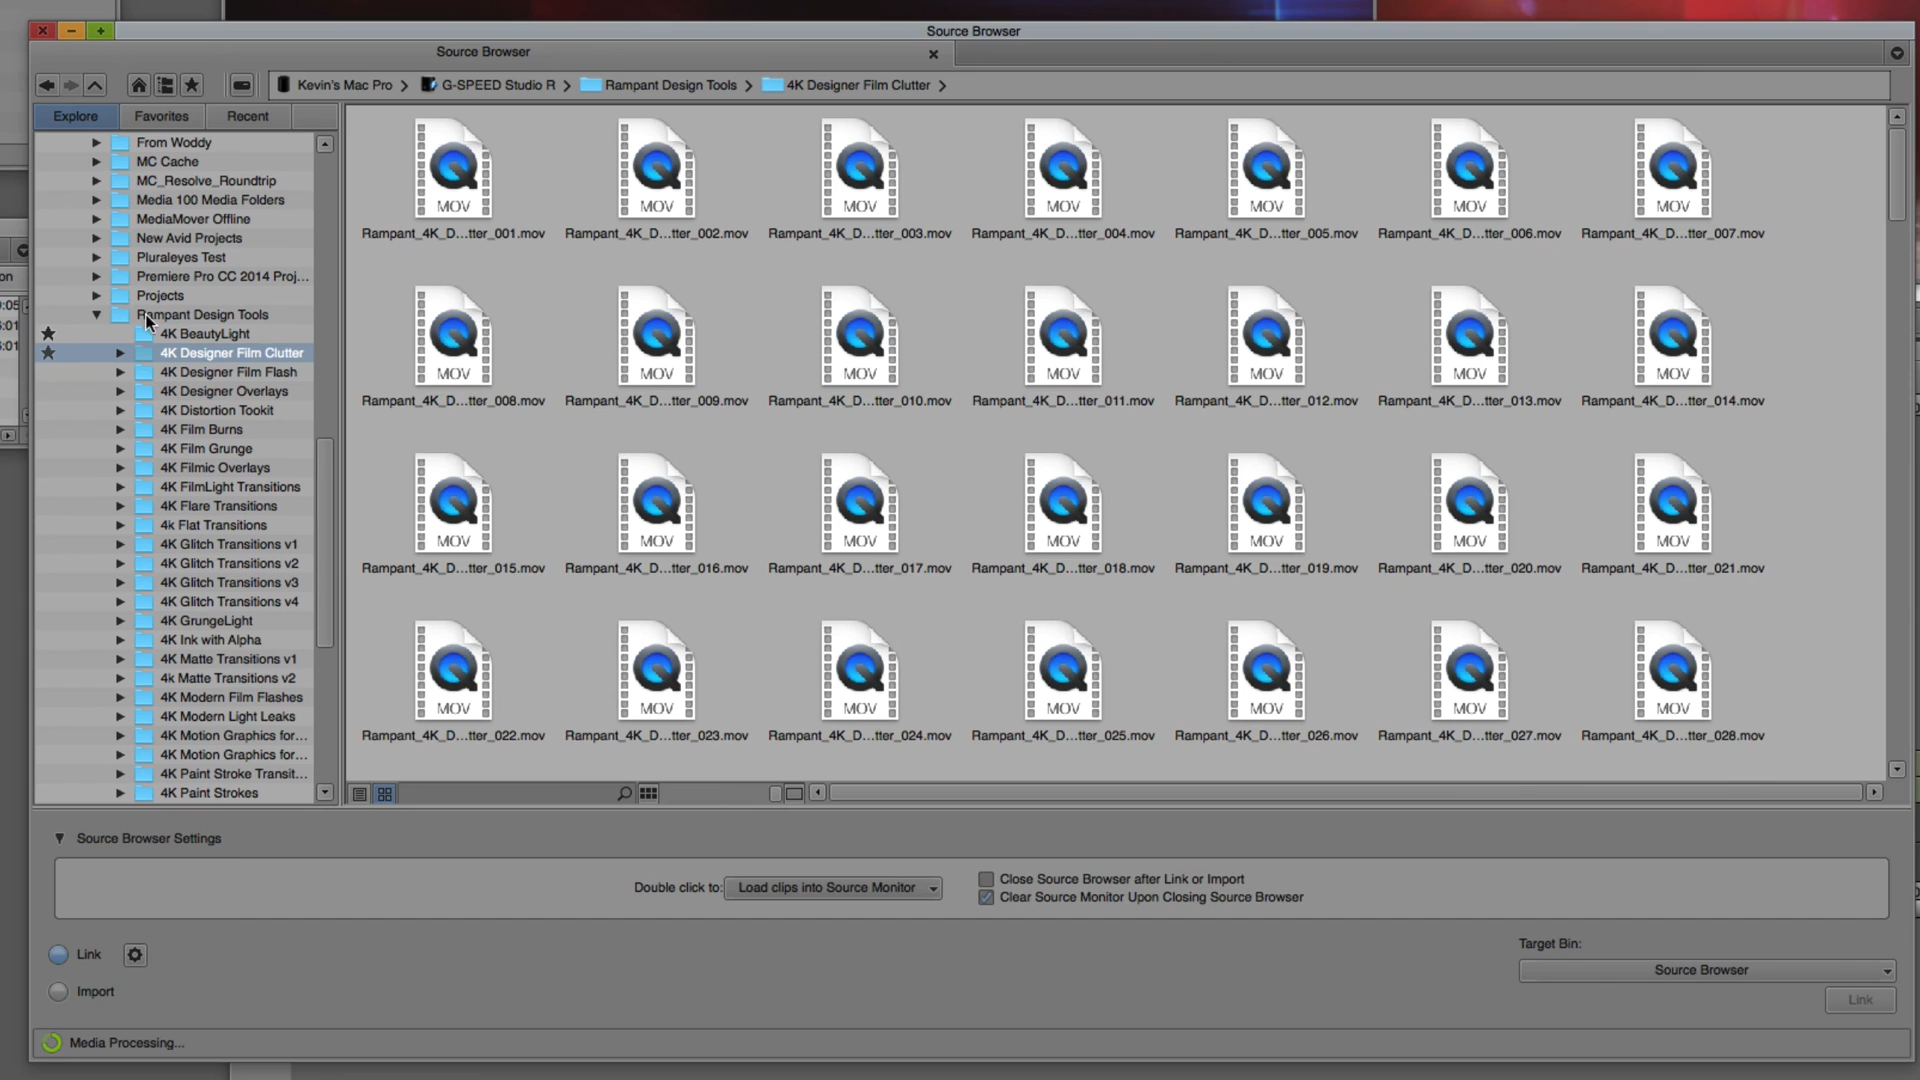 Source Browser
Source Browser
Kevin's Mac Pro
G-SPEED Studio R
Rampant Design Tools
4K Designer Film Clutter
Explore
Favorites
Recent
From Woddy
MC Cache
MC_Resolve_Roundtrip
Media 100 Media Folders
MediaMover Offline
New Avid Projects
Pluraleyes Test
Premiere Pro CC 2014 Proj...
Projects
Rampant Design Tools
4K BeautyLight
4K Designer Film Clutter
4K Designer Film Flash
4K Designer Overlays
4K Distortion Tookit
4K Film Burns
4K Film Grunge
4K Filmic Overlays
4K FilmLight Transitions
4K Flare Transitions
4k Flat Transitions
4K Glitch Transitions v1
4K Glitch Transitions v2
4K Glitch Transitions v3
4K Glitch Transitions v4
4K GrungeLight
4K Ink with Alpha
4K Matte Transitions v1
4k Matte Transitions v2
4K Modern Film Flashes
4K Modern Light Leaks
4K Motion Graphics for...
4K Motion Graphics for...
4K Paint Stroke Transit...
4K Paint Strokes
MOV MOV MOV MOV MOV MOV MOV
Rampant_4K_D...tter_001.mov Rampant_4K_D...tter_002.mov Rampant_4K_D...tter_003.mov Rampant_4K_D...tter_004.mov Rampant_4K_D...tter_005.mov Rampant_4K_D...tter_006.mov Rampant_4K_D...tter_007.mov
MOV MOV MOV MOV MOV MOV MOV
Rampant_4K_D...tter_008.mov Rampant_4K_D...tter_009.mov Rampant_4K_D...tter_010.mov Rampant_4K_D...tter_011.mov Rampant_4K_D...tter_012.mov Rampant_4K_D...tter_013.mov Rampant_4K_D...tter_014.mov
MOV MOV MOV MOV MOV MOV MOV
Rampant_4K_D...tter_015.mov Rampant_4K_D...tter_016.mov Rampant_4K_D...tter_017.mov Rampant_4K_D...tter_018.mov Rampant_4K_D...tter_019.mov Rampant_4K_D...tter_020.mov Rampant_4K_D...tter_021.mov
MOV MOV MOV MOV MOV MOV MOV
Rampant_4K_D...tter_022.mov Rampant_4K_D...tter_023.mov Rampant_4K_D...tter_024.mov Rampant_4K_D...tter_025.mov Rampant_4K_D...tter_026.mov Rampant_4K_D...tter_027.mov Rampant_4K_D...tter_028.mov
Source Browser Settings
Double click to: Load clips into Source Monitor
Close Source Browser after Link or Import
Clear Source Monitor Upon Closing Source Browser
Link
Import
Target Bin:
Source Browser
Link
Media Processing...